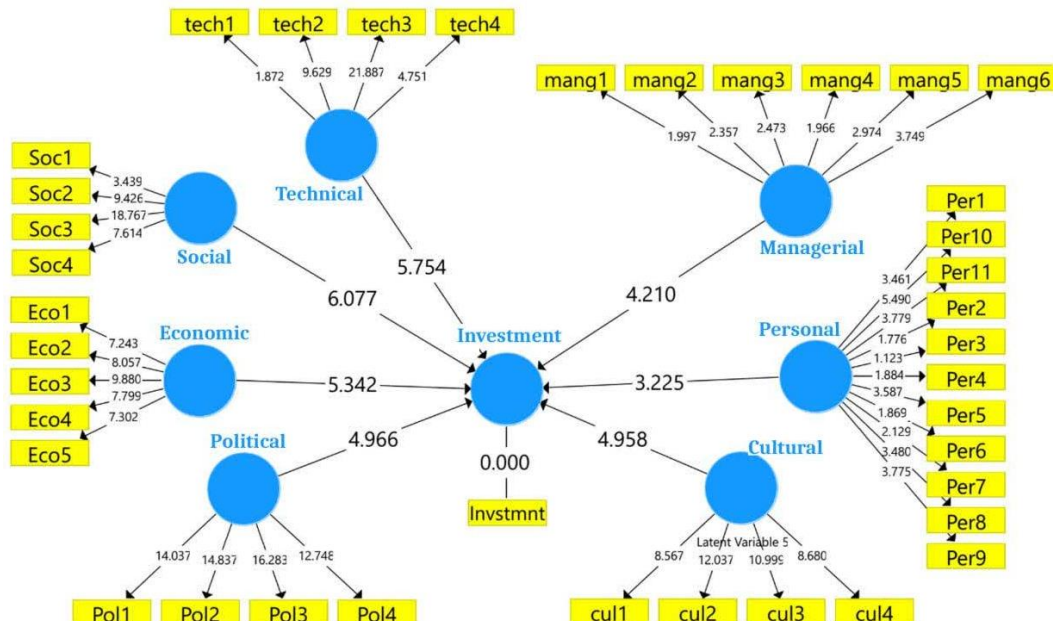 tech1 tech2 tech3 tech4
1.872 9.629 21.887 4.751
Technical
mang1 mang2 mang3 mang4 mang5 mang6
1.997 2.357 2.473 1.966 2.974 3.749
Managerial
Soc1
Soc2
Soc3
Soc4
3.439
9.426
18.767
7.614
Social
5.754
6.077
4.210
Eco1
Eco2
Eco3
Eco4
Eco5
7.243
8.057
9.880
7.799
7.302
Economic
5.342
Investment
Personal
3.225
Per1
Per10
Per11
Per2
Per3
Per4
Per5
Per6
Per7
Per8
Per9
3.461
5.490
3.779
1.776
1.123
1.884
3.587
1.869
2.129
3.480
3.775
Political
4.966
4.958
Cultural
0.000
Invstmnt
14.037 14.837 16.283 12.748
Pol1 Pol2 Pol3 Pol4
Latent Variable 5
8.567 12.037 10.999 8.680
cul1 cul2 cul3 cul4